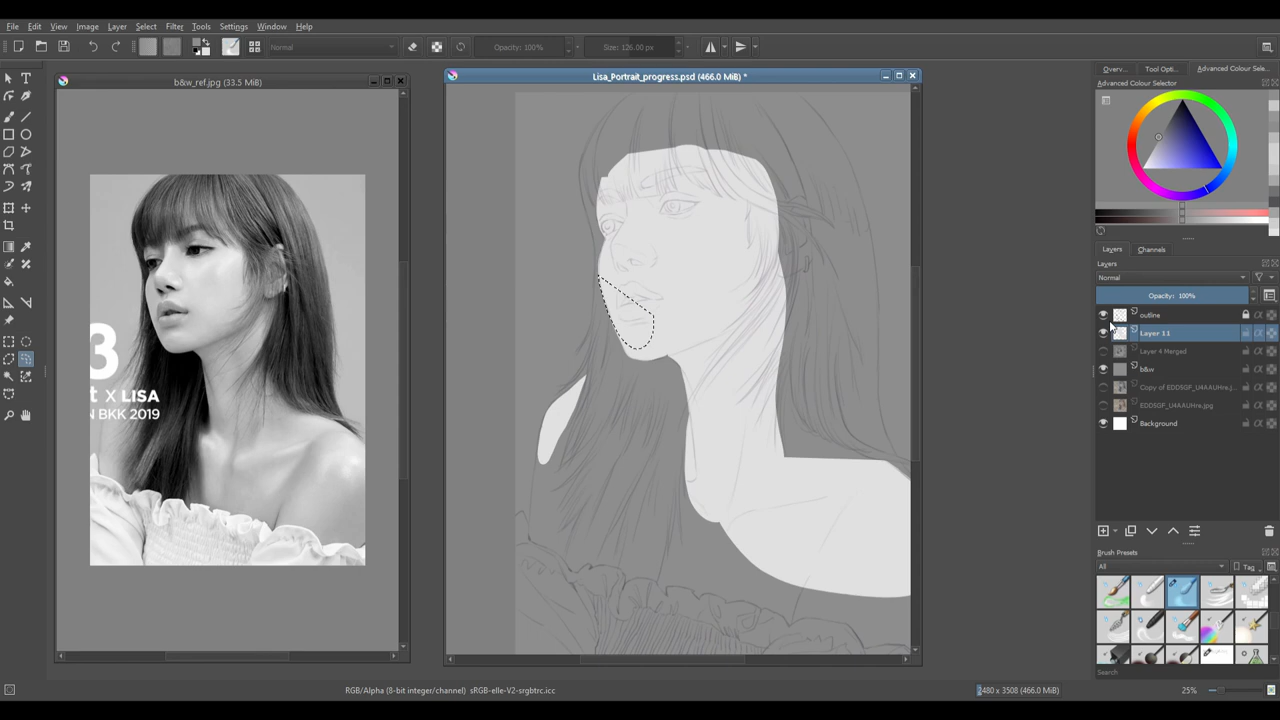 File Edit View Image Layer Select Filter Tools Settings Window Help
Normal
Opacity: 100%
Size: 126.00 px
b&w_ref.jpg (33.5 MiB)
Lisa_Portrait_progress.psd (466.0 MiB) *
3
t X LISA
N BKK 2019
Overv... Tool Opti... Advanced Colour Sele...
Advanced Colour Selector
Layers Channels
Layers
Normal
Opacity: 100%
outline
Layer 11
Layer 4 Merged
b&w
Copy of EDDSGF_U4AAUHre.j...
EDDSGF_U4AAUHre.jpg
Background
Brush Presets
All
Tag
Search
RGB/Alpha (8-bit integer/channel) sRGB-elle-V2-srgbtrc.icc
2480 x 3508 (466.0 MiB)
25%